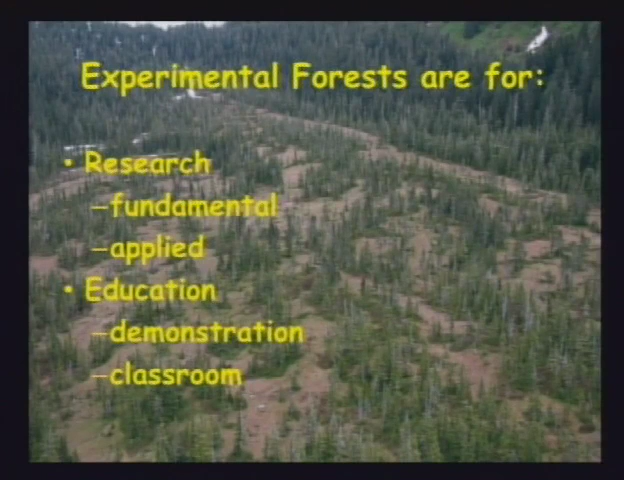 Experimental Forests are for:
• Research
–fundamental
–applied
• Education
–demonstration
–classroom